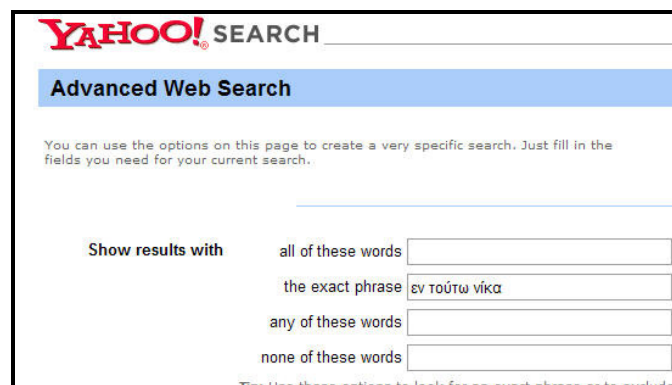 YAHOO!® SEARCH
Advanced Web Search
You can use the options on this page to create a very specific search. Just fill in the
fields you need for your current search.
Show results with all of these words
the exact phrase εν τούτω νίκα
any of these words
none of these words